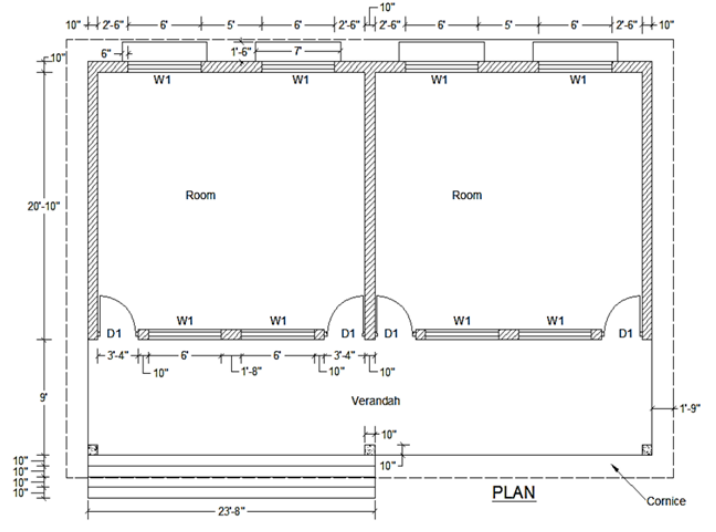 10"
10" 2'-6" 6' 5' 6' 2'-6" 2'-6" 6' 5' 6' 2'-6" 10"
6" 1'-6" 7'
10" 10"
W1 W1 W1 W1
20'-10" Room Room
W1 W1 W1 W1
D1 D1 D1 D1
3'-4" 6' 6' 3'-4"
10" 1'-8" 10" 10"
9' Verandah 1'-9"
10"
10" 10"
10"
10"
10" PLAN Cornice
23'-8"